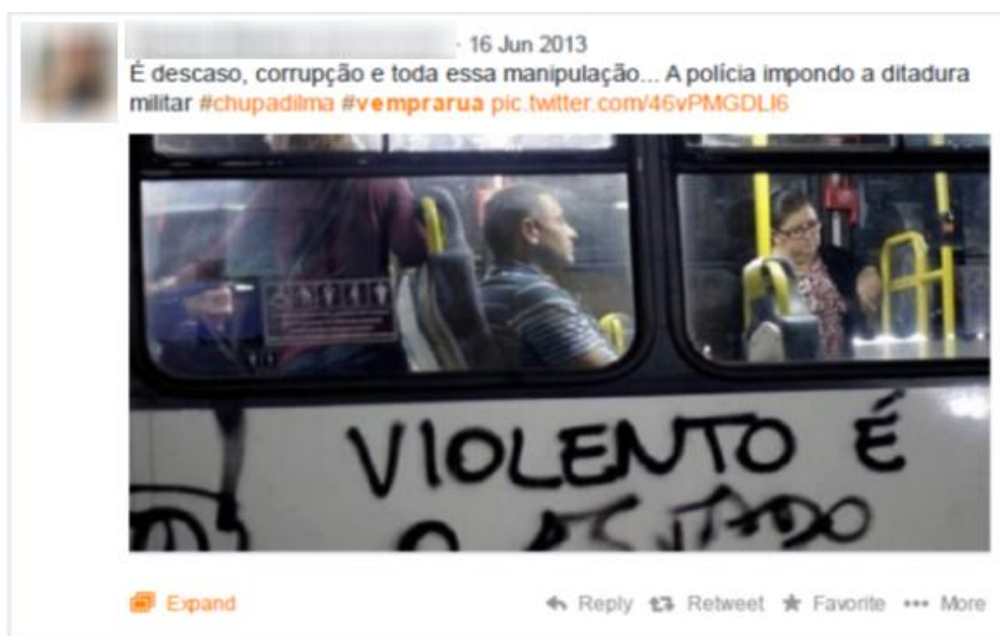 · 16 Jun 2013
É descaso, corrupção e toda essa manipulação... A polícia impondo a ditadura
militar #chupadilma #vemprarua pic.twitter.com/46vPMGDLI6
VIOLENTO É
O ESTADO
Expand
Reply Retweet Favorite More